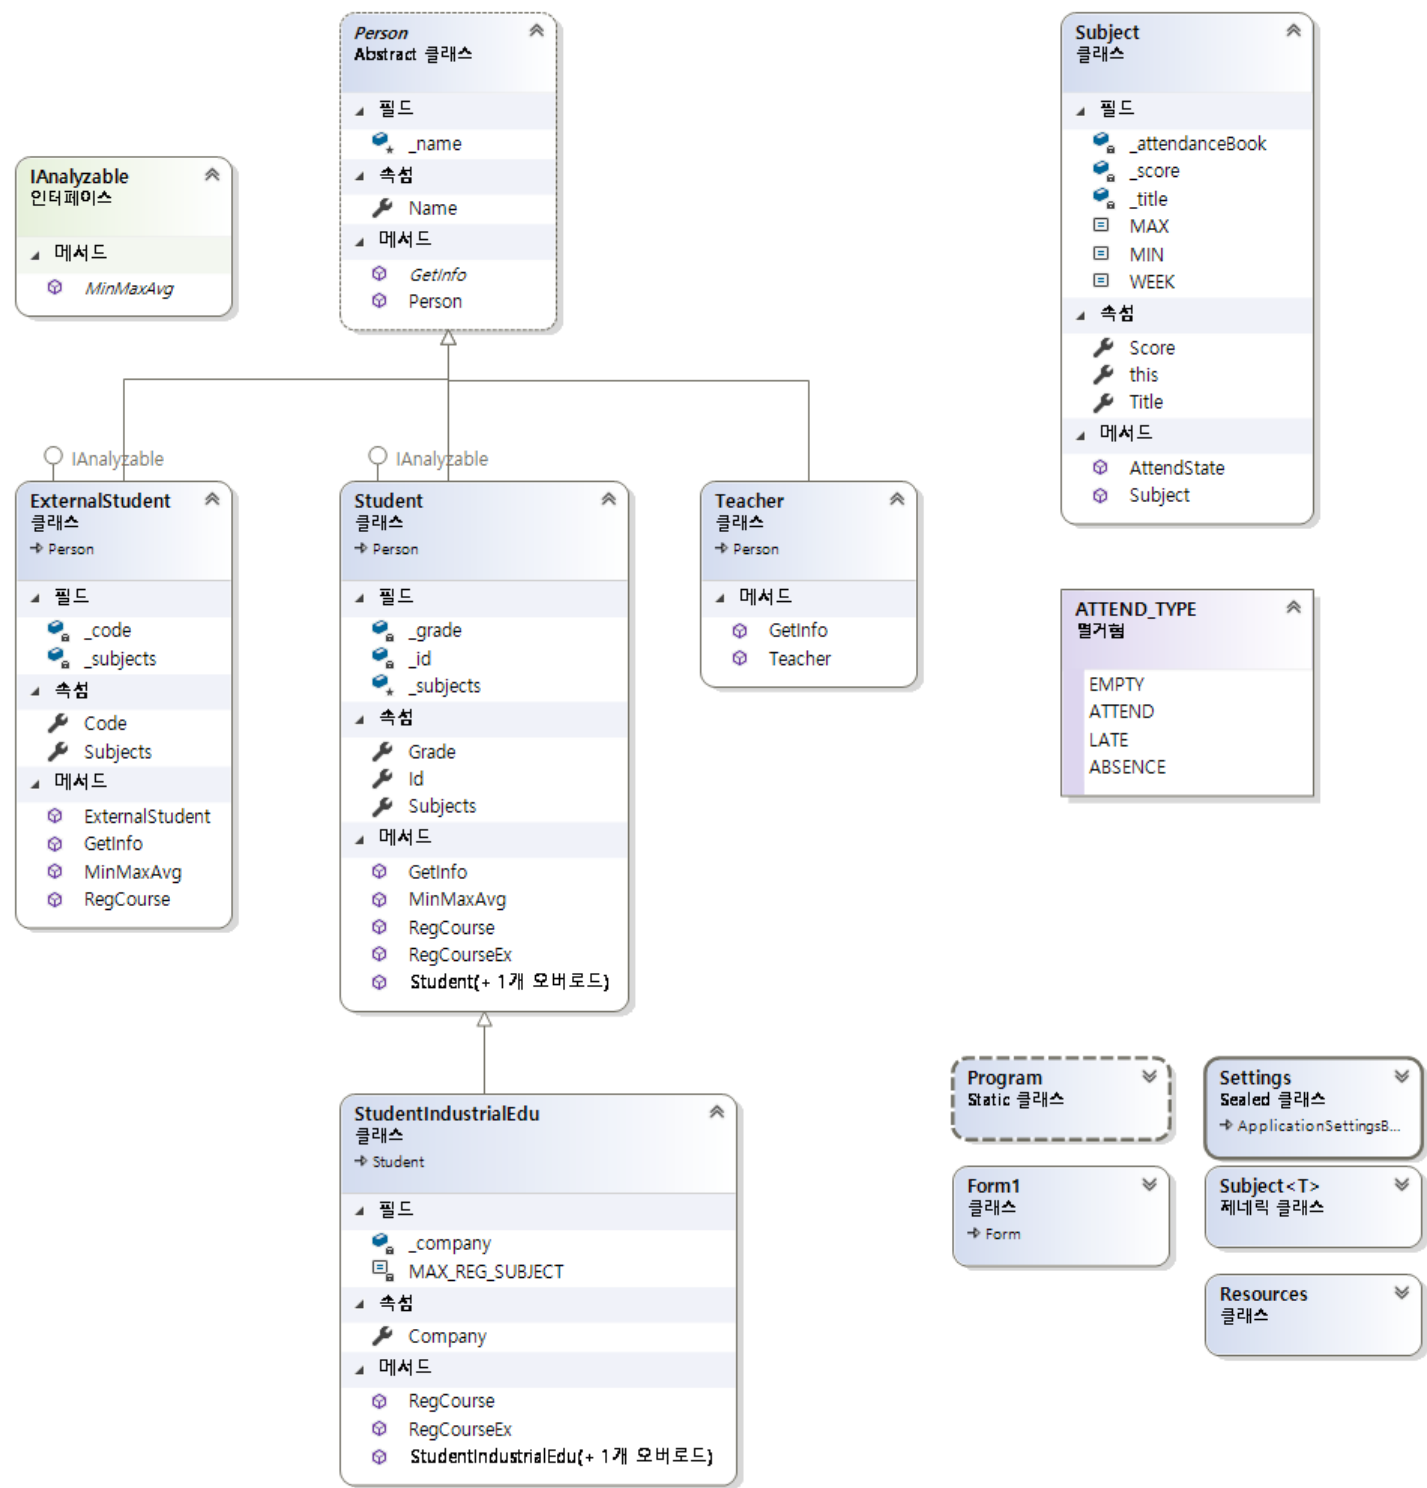 Person
Abstract 클래스
필드
_name
속성
Name
메서드
GetInfo
Person
IAnalyzable
인터페이스
메서드
MinMaxAvg
Subject
클래스
필드
_attendanceBook
_score
_title
MAX
MIN
WEEK
속성
Score
this
Title
메서드
AttendState
Subject
IAnalyzable
ExternalStudent
클래스
Person
필드
_code
_subjects
속성
Code
Subjects
메서드
ExternalStudent
GetInfo
MinMaxAvg
RegCourse
IAnalyzable
Student
클래스
Person
필드
_grade
_id
_subjects
속성
Grade
Id
Subjects
메서드
GetInfo
MinMaxAvg
RegCourse
RegCourseEx
Student(+ 1개 오버로드)
Teacher
클래스
Person
메서드
GetInfo
Teacher
ATTEND_TYPE
열거형
EMPTY
ATTEND
LATE
ABSENCE
StudentIndustrialEdu
클래스
Student
필드
_company
MAX_REG_SUBJECT
속성
Company
메서드
RegCourse
RegCourseEx
StudentIndustrialEdu(+ 1개 오버로드)
Program
Static 클래스
Settings
Sealed 클래스
ApplicationSettingsB...
Form1
클래스
Form
Subject<T>
제네릭 클래스
Resources
클래스